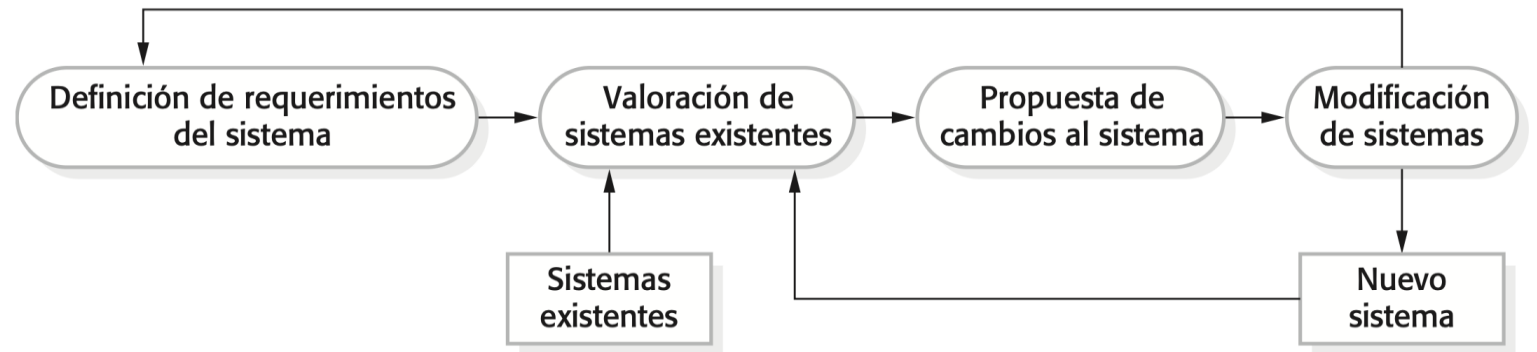 Definición de requerimientos
del sistema
Valoración de
sistemas existentes
Propuesta de
cambios al sistema
Modificación
de sistemas
Sistemas
existentes
Nuevo
sistema